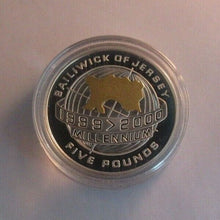 BAILIWICK OF JERSEY
1999>2000
MILLENNIUM
FIVE POUNDS